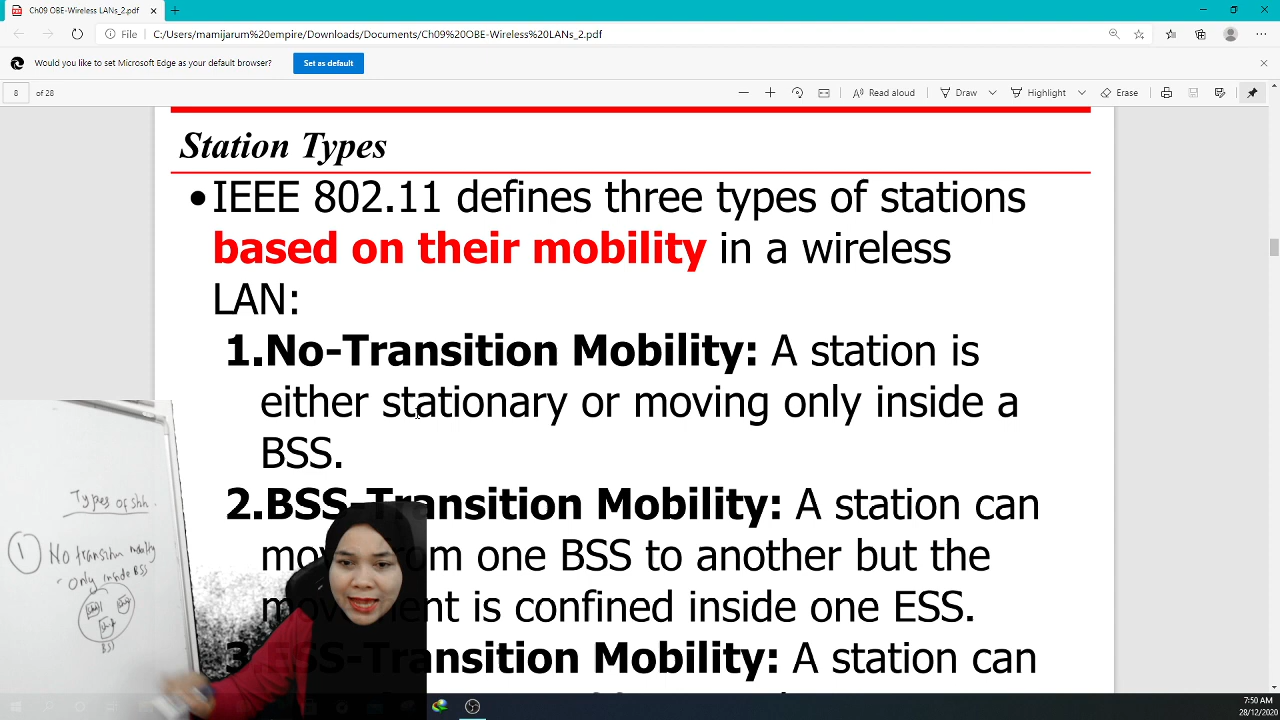 Ch09 OBE-Wireless LANs_2.pdf
File
C:/Users/mamijarum%20empire/Downloads/Documents/Ch09%20OBE-Wireless%20LANs_2.pdf
Would you like to set Microsoft Edge as your default browser?
Set as default
8 of 28
Read aloud
Draw
Highlight
Erase
Station Types
•IEEE 802.11 defines three types of stations
based on their mobility in a wireless
LAN:
1.No-Transition Mobility: A station is
either stationary or moving only inside a
BSS.
2.BSS-Transition Mobility: A station can
from one BSS to another but the
is confined inside one ESS.
ESS-Transition Mobility: A station can
Types of
1 No transition mobility
- only inside BSS
BSS
7:50 AM
28/12/2020